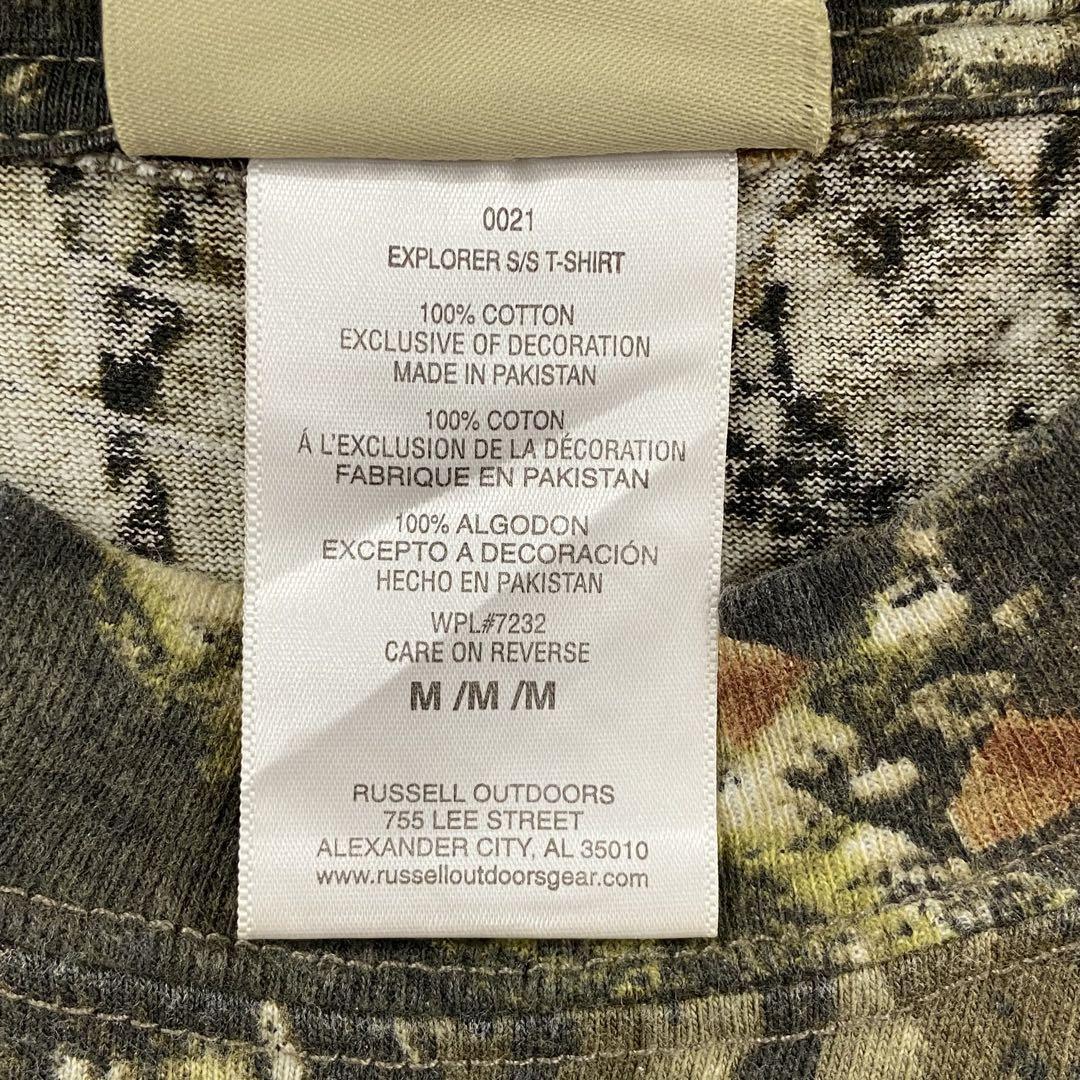 0021
EXPLORER S/S T-SHIRT
100% COTTON
EXCLUSIVE OF DECORATION
MADE IN PAKISTAN
100% COTON
Á L'EXCLUSION DE LA DÉCORATION
FABRIQUE EN PAKISTAN
100% ALGODON
EXCEPTO A DECORACIÓN
HECHO EN PAKISTAN
WPL#7232
CARE ON REVERSE
M /M /M
RUSSELL OUTDOORS
755 LEE STREET
ALEXANDER CITY, AL 35010
www.russelloutdoorsgear.com